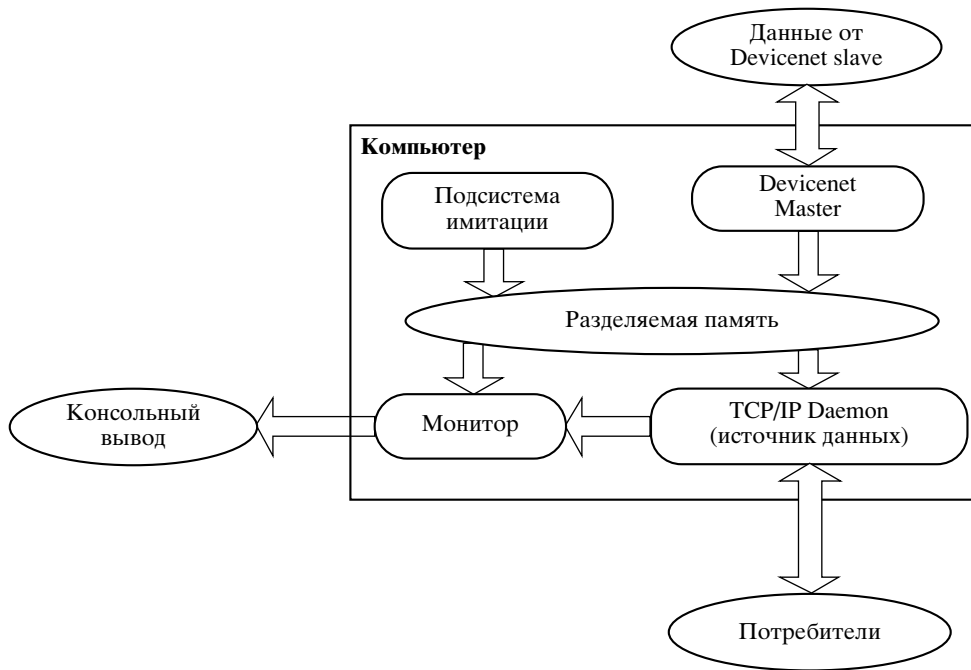 Данные от
Devicenet slave
Компьютер
Подсистема
имитации
Devicenet
Master
Разделяемая память
Консольный
вывод
Монитор
TCP/IP Daemon
(источник данных)
Потребители